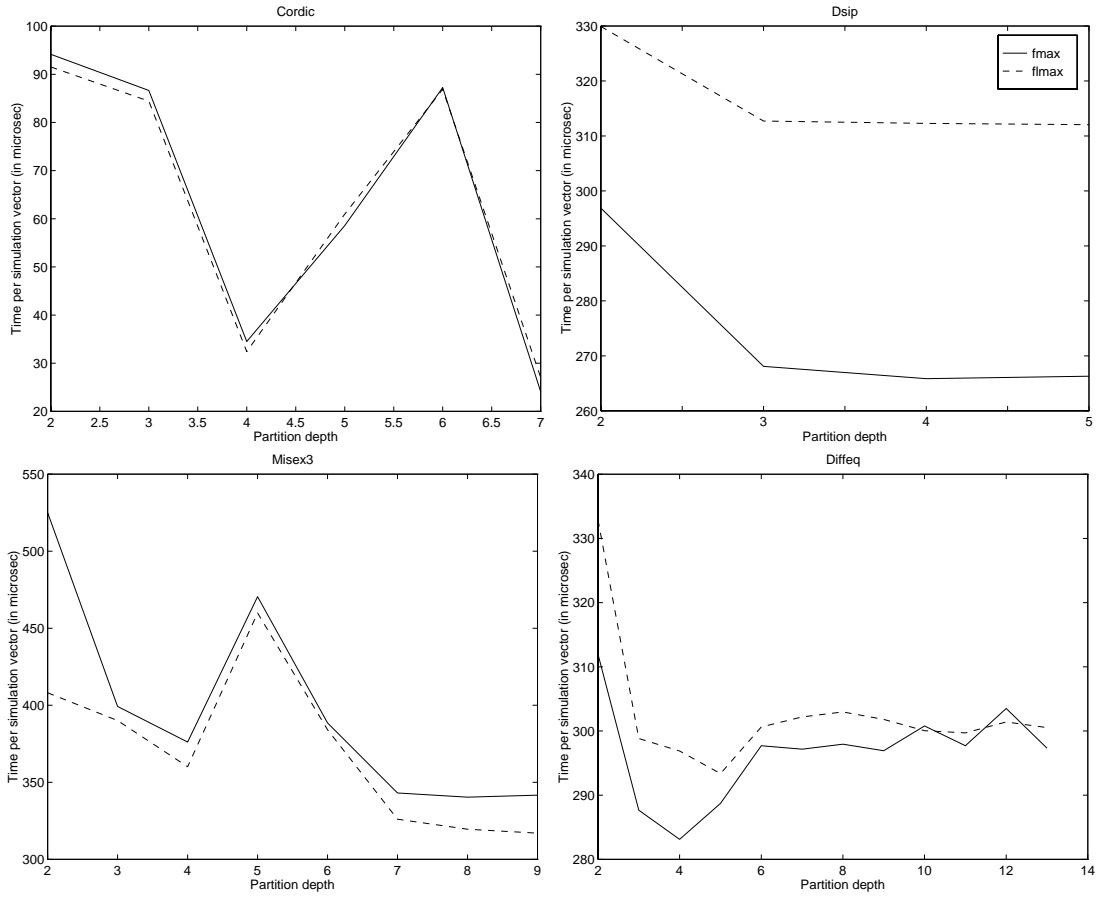 Cordic
Time per simulation vector (in microsec)
100
90
80
70
60
50
40
30
20
2 2.5 3 3.5 4 4.5 5 5.5 6 6.5 7
Partition depth
Dsip
Time per simulation vector (in microsec)
330
320
310
300
290
280
270
260
fmax
flmax
2 3 4 5
Partition depth
Misex3
Time per simulation vector (in microsec)
550
500
450
400
350
300
2 3 4 5 6 7 8 9
Partition depth
Diffeq
Time per simulation vector (in microsec)
340
330
320
310
300
290
280
2 4 6 8 10 12 14
Partition depth